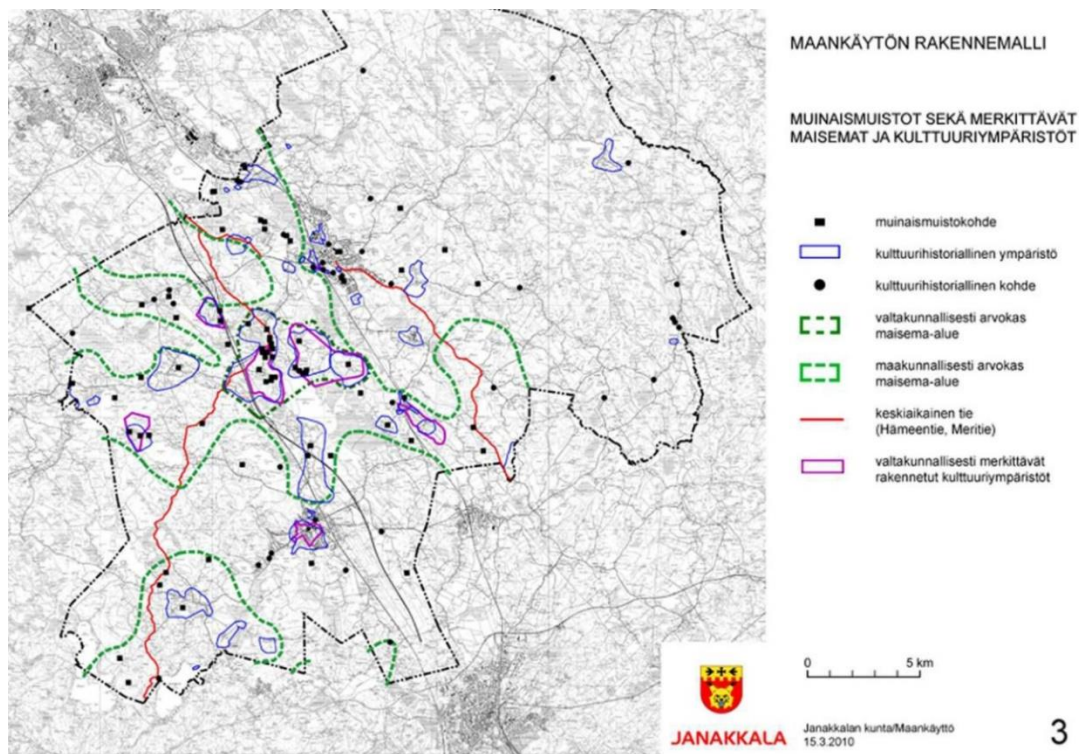 MAANKÄYTÖN RAKENNEMALLI
MUINAISMUISTOT SEKÄ MERKITTÄVÄT
MAISEMAT JA KULTTUURIYMPÄRISTÖT
muinaismuistokohde
kulttuurihistoriallinen ympäristö
kulttuurihistoriallinen kohde
valtakunnallisesti arvokas
maisema-alue
maakunnallisesti arvokas
maisema-alue
keskiaikainen tie
(Hämeentie, Meritie)
valtakunnallisesti merkittävät
rakennetut kulttuuriympäristöt
0 5 km
JANAKKALA
Janakkalan kunta/Maankäyttö
15.3.2010
3